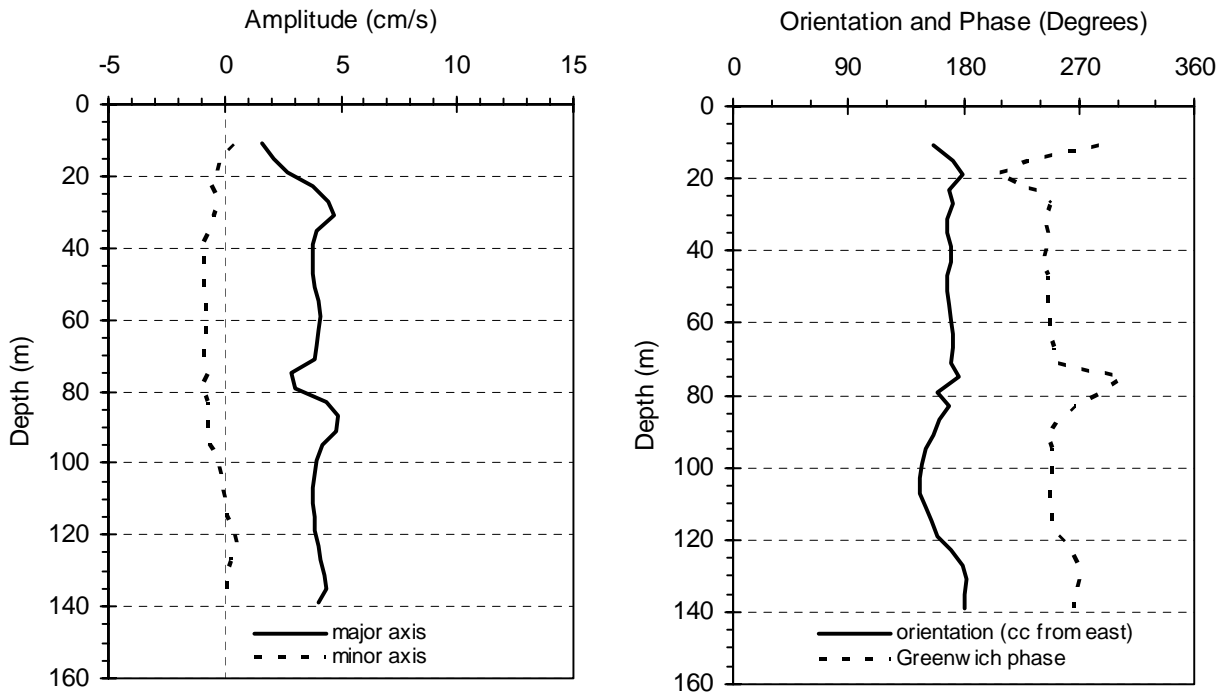 Amplitude (cm/s)
-5 0 5 10 15
0
20
40
60
80
100
120
140
160
Depth (m)
major axis
minor axis
Orientation and Phase (Degrees)
0 90 180 270 360
0
20
40
60
80
100
120
140
160
Depth (m)
orientation (cc from east)
Greenwich phase